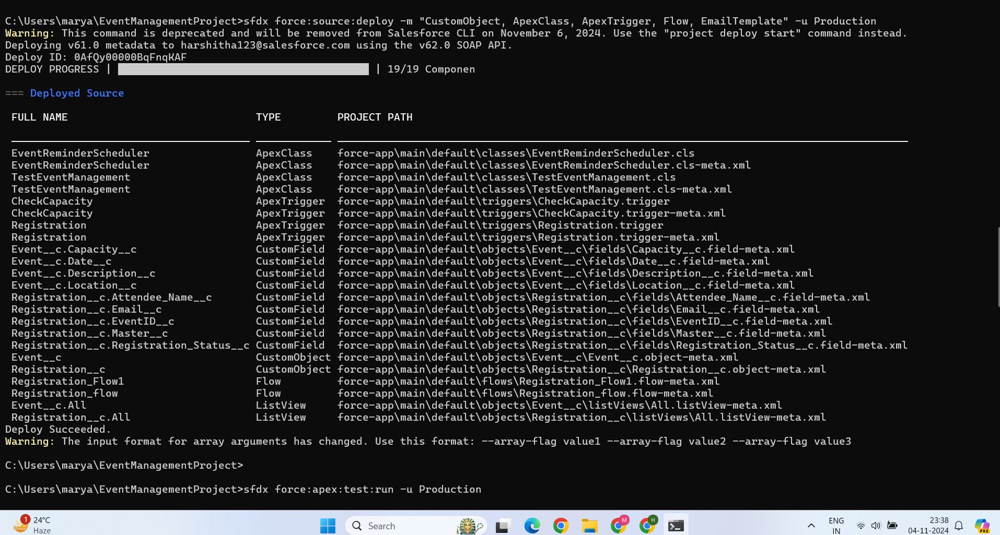 C:\Users\marya\EventManagementProject>sfdx force:source:deploy -m "CustomObject, ApexClass, ApexTrigger, Flow, EmailTemplate" -u Production
Warning: This command is deprecated and will be removed from Salesforce CLI on November 6, 2024. Use the "project deploy start" command instead.
Deploying v61.0 metadata to harshitha123@salesforce.com using the v62.0 SOAP API.
Deploy ID: 0AfQy00000BqFnqKAF
DEPLOY PROGRESS | | 19/19 Componen
=== Deployed Source
FULL NAME TYPE PROJECT PATH
EventReminderScheduler ApexClass force-app\main\default\classes\EventReminderScheduler.cls
EventReminderScheduler ApexClass force-app\main\default\classes\EventReminderScheduler.cls-meta.xml
TestEventManagement ApexClass force-app\main\default\classes\TestEventManagement.cls
TestEventManagement ApexClass force-app\main\default\classes\TestEventManagement.cls-meta.xml
CheckCapacity ApexTrigger force-app\main\default\triggers\CheckCapacity.trigger
CheckCapacity ApexTrigger force-app\main\default\triggers\CheckCapacity.trigger-meta.xml
Registration ApexTrigger force-app\main\default\triggers\Registration.trigger
Registration ApexTrigger force-app\main\default\triggers\Registration.trigger-meta.xml
Event__c.Capacity__c CustomField force-app\main\default\objects\Event__c\fields\Capacity__c.field-meta.xml
Event__c.Date__c CustomField force-app\main\default\objects\Event__c\fields\Date__c.field-meta.xml
Event__c.Description__c CustomField force-app\main\default\objects\Event__c\fields\Description__c.field-meta.xml
Event__c.Location__c CustomField force-app\main\default\objects\Event__c\fields\Location__c.field-meta.xml
Registration__c.Attendee_Name__c CustomField force-app\main\default\objects\Registration__c\fields\Attendee_Name__c.field-meta.xml
Registration__c.Email__c CustomField force-app\main\default\objects\Registration__c\fields\Email__c.field-meta.xml
Registration__c.EventID__c CustomField force-app\main\default\objects\Registration__c\fields\EventID__c.field-meta.xml
Registration__c.Master__c CustomField force-app\main\default\objects\Registration__c\fields\Master__c.field-meta.xml
Registration__c.Registration_Status__c CustomField force-app\main\default\objects\Registration__c\fields\Registration_Status__c.field-meta.xml
Event__c CustomObject force-app\main\default\objects\Event__c\Event__c.object-meta.xml
Registration__c CustomObject force-app\main\default\objects\Registration__c\Registration__c.object-meta.xml
Registration_Flow1 Flow force-app\main\default\flows\Registration_Flow1.flow-meta.xml
Registration_flow Flow force-app\main\default\flows\Registration_flow.flow-meta.xml
Event__c.All ListView force-app\main\default\objects\Event__c\listViews\All.listView-meta.xml
Registration__c.All ListView force-app\main\default\objects\Registration__c\listViews\All.listView-meta.xml
Deploy Succeeded.
Warning: The input format for array arguments has changed. Use this format: --array-flag value1 --array-flag value2 --array-flag value3
C:\Users\marya\EventManagementProject>
C:\Users\marya\EventManagementProject>sfdx force:apex:test:run -u Production
1
24°C
Haze
Search
M
H
ENG
IN
23:38
04-11-2024
PRE